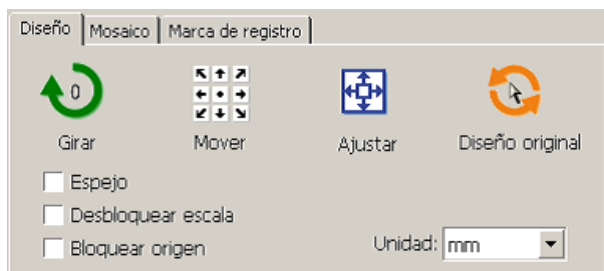 Diseño Mosaico Marca de registro
0
Girar Mover Ajustar Diseño original
Espejo
Desbloquear escala
Bloquear origen Unidad: mm